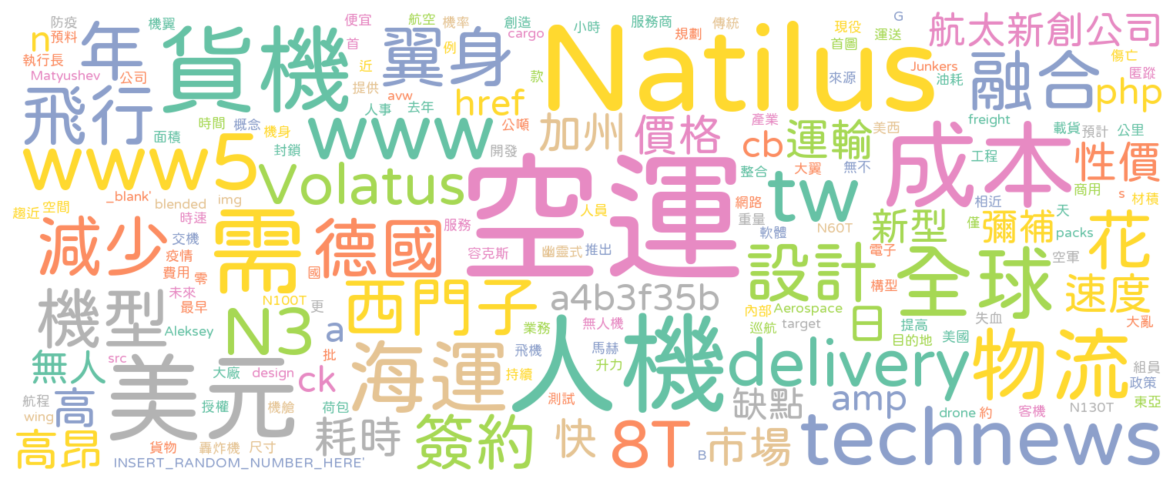 防疫 機翼 年 貨機 翼身 便宜 航空 機率 創造 小時 服務商 傳統 現役 G 航太新創公司
n 預料 首 例 cargo Natilus 規劃 首圖 運送 傷亡
執行長 近 款 來源 Junkers 匿蹤
Matyushev 公司 提供 avw 去年 href 油耗 融合 php
飛行 時間 概念 機身 人事 公噸 加州 價格 產業 美西 freight 載貨 預計 公里
面積 封鎖 www 開發 cb 運輸 成本 工程 性價
www5 Volatus 空運 整合 大翼 無不 tw 相近 商用
_blank' img 網路 s 材積
趨近 空間 blended 時速 服務 人員 重量 軟體 N60T 新型 僅 彌補 天 packs 花
減少 交機 需 德國 容克斯 幽靈式 推出 電子 空軍
疫情 費用 零 國 設計 全球 速度
機型 未來 最早 N100T 更 西門子 a4b3f35b 內部 構型
Aleksey N3 a 業務 無人機 Aerospace 日 提高 失血 大亂
無人 src 批 海運 飛機 馬赫 人機 巡航 target 目的地 美國 物流
航程 高 美元 大廠 design ck 持續 升力 delivery 組員
wing 授權 機艙 荷包 測試 缺點 amp drone 約 客機 N130T 政策 東亞
高昂 貨物 轟炸機 尺寸 耗時 簽約 快 8T B 市場 technews
INSERT_RANDOM_NUMBER_HERE'